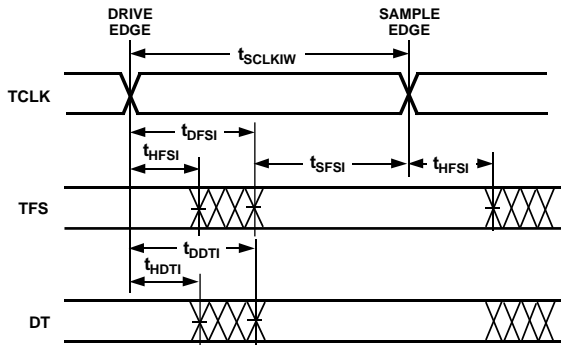 DRIVE
EDGE
SAMPLE
EDGE
tSCLKIW
TCLK
tDFSI
tHFSI
tSFSI
tHFSI
TFS
tDDTI
tHDTI
DT